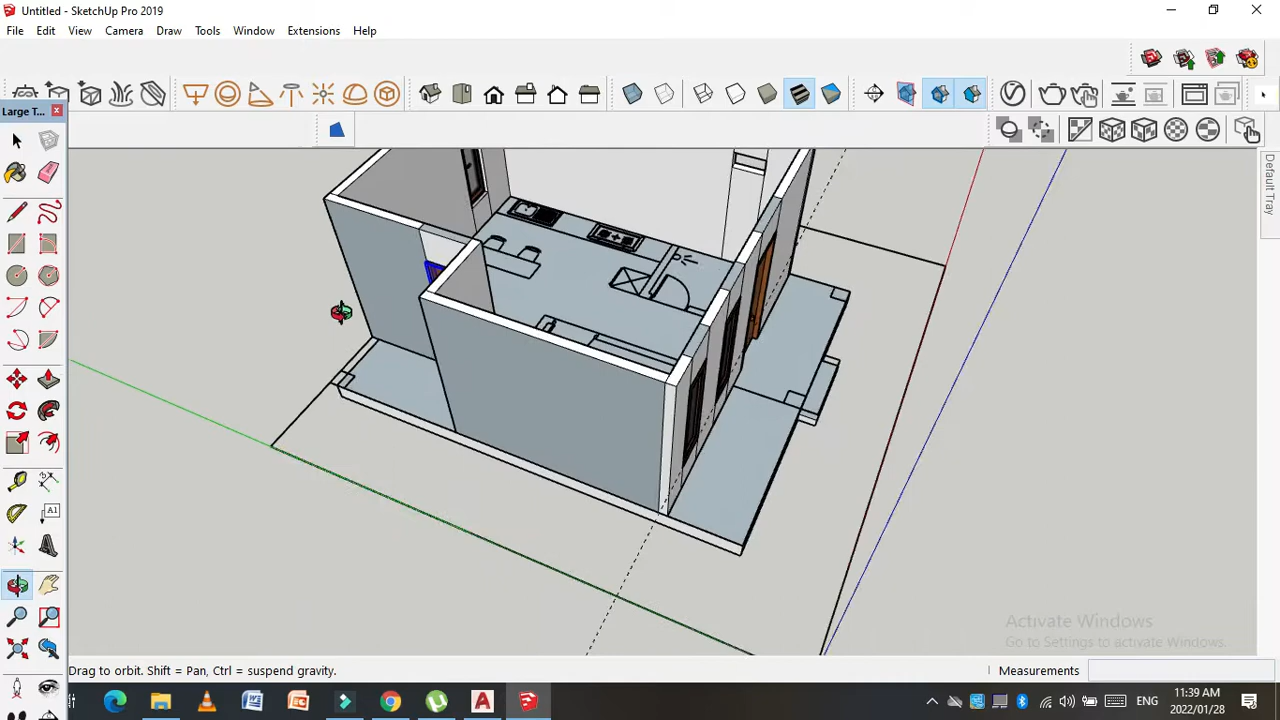 Untitled - SketchUp Pro 2019
File Edit View Camera Draw Tools Window Extensions Help
Large T...
Default Tray
A1
Activate Windows
Go to Settings to activate Windows.
Drag to orbit. Shift = Pan, Ctrl = suspend gravity.
Measurements
ENG
11:39 AM
2022/01/28